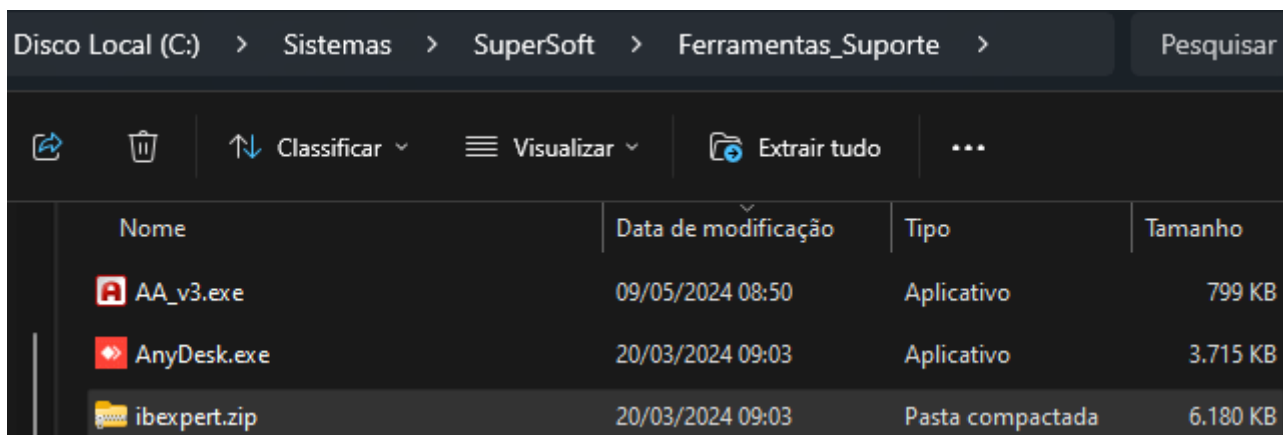 Disco Local (C:) > Sistemas > SuperSoft > Ferramentas_Suporte > Pesquisar
Classificar Visualizar Extrair tudo ...
Nome Data de modificação Tipo Tamanho
AA_v3.exe 09/05/2024 08:50 Aplicativo 799 KB
AnyDesk.exe 20/03/2024 09:03 Aplicativo 3.715 KB
ibexpert.zip 20/03/2024 09:03 Pasta compactada 6.180 KB